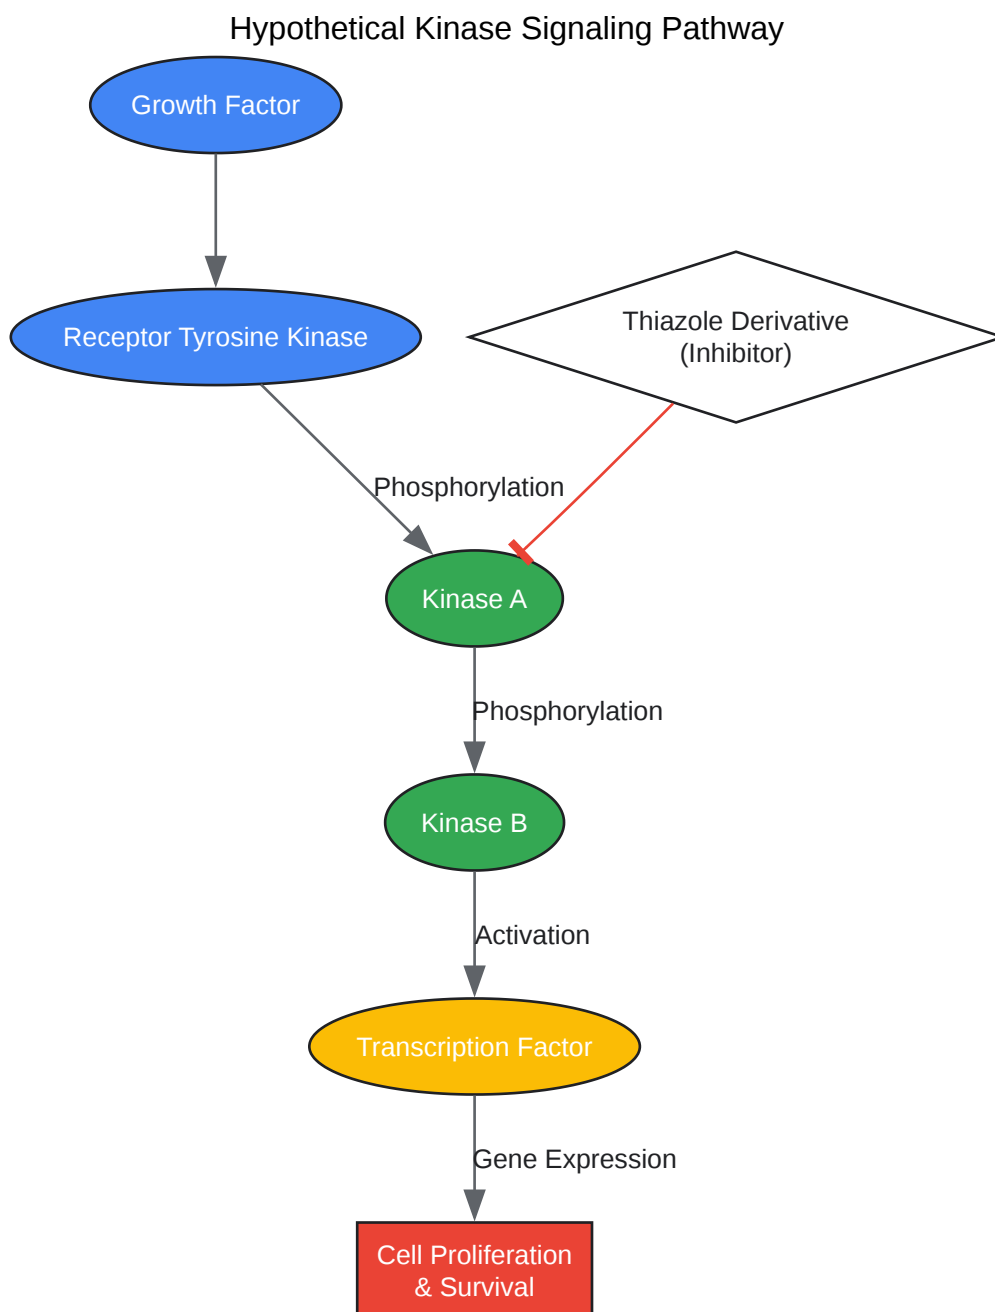 Hypothetical Kinase Signaling Pathway
Growth Factor
Receptor Tyrosine Kinase
Thiazole Derivative
(Inhibitor)
Phosphorylation
Kinase A
Phosphorylation
Kinase B
Activation
Transcription Factor
Gene Expression
Cell Proliferation
& Survival